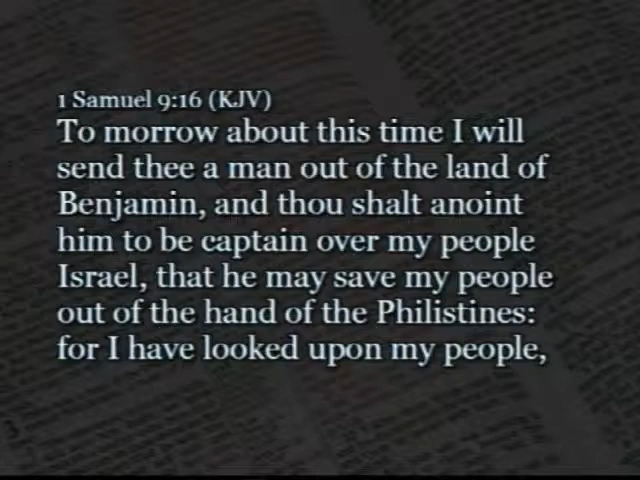 1 Samuel 9:16 (KJV)
To morrow about this time I will
send thee a man out of the land of
Benjamin, and thou shalt anoint
him to be captain over my people
Israel, that he may save my people
out of the hand of the Philistines:
for I have looked upon my people,